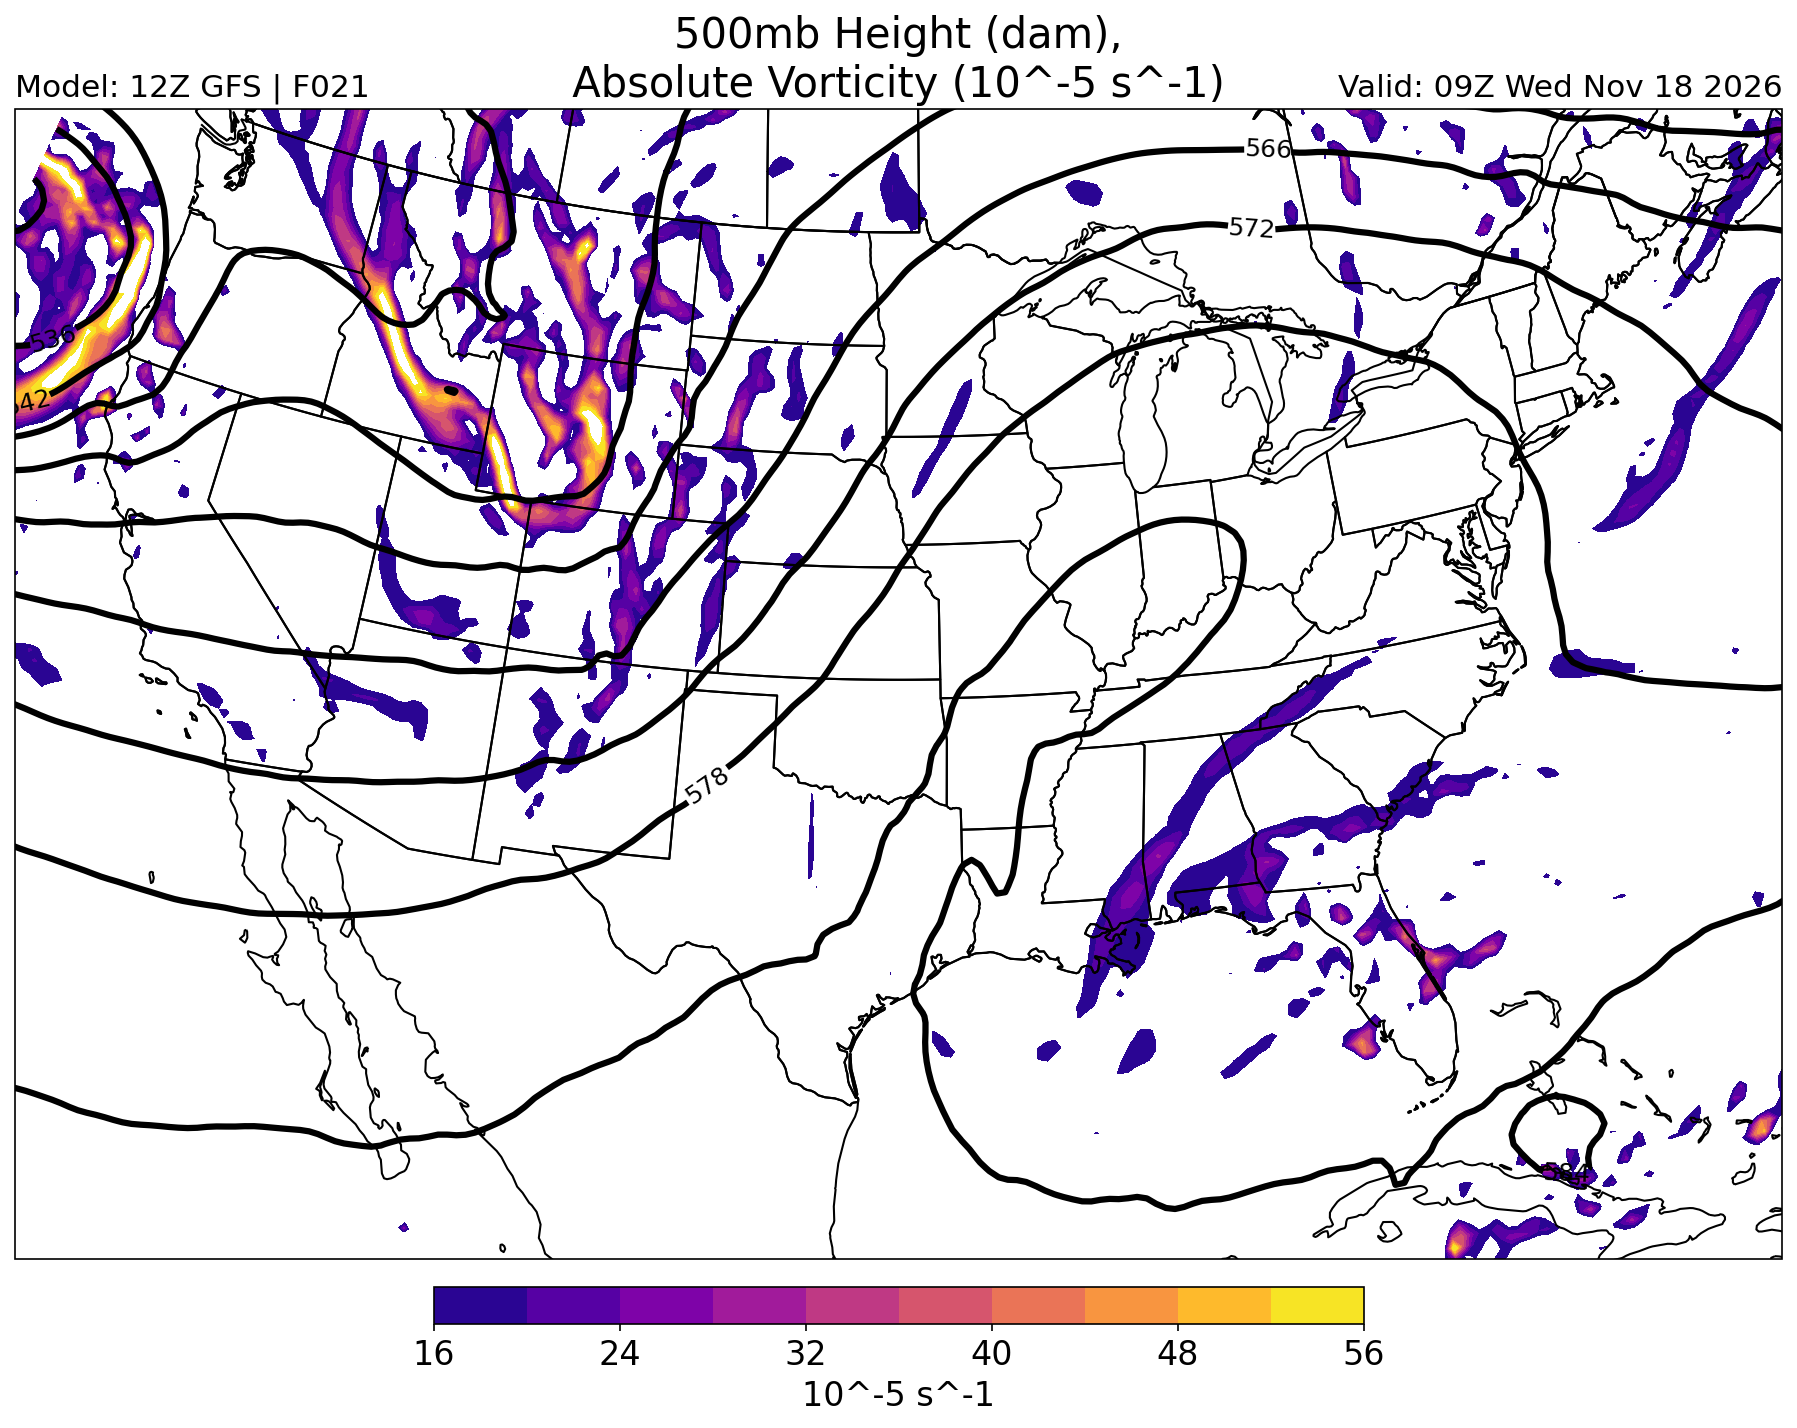 500mb Height (dam),
Model: 12Z GFS | F021
Absolute Vorticity (10^-5 s^-1)
Valid: 09Z Wed Nov 18 2026
566
572
536
542
578
584
16 24 32 40 48 56
10^-5 s^-1